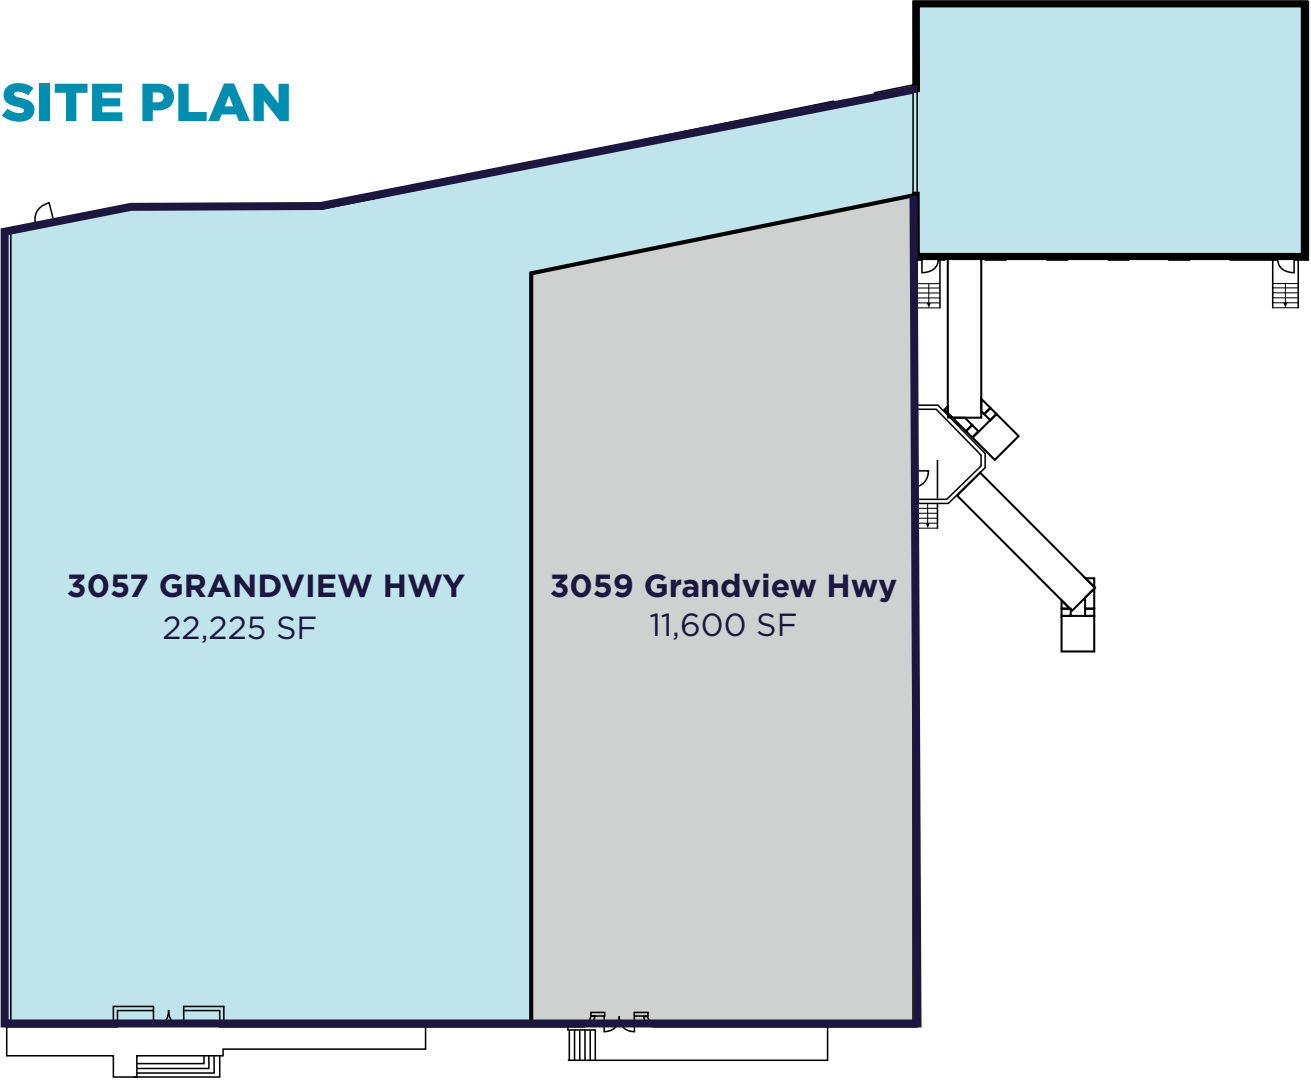 SITE PLAN
3057 GRANDVIEW HWY
22,225 SF
3059 Grandview Hwy
11,600 SF